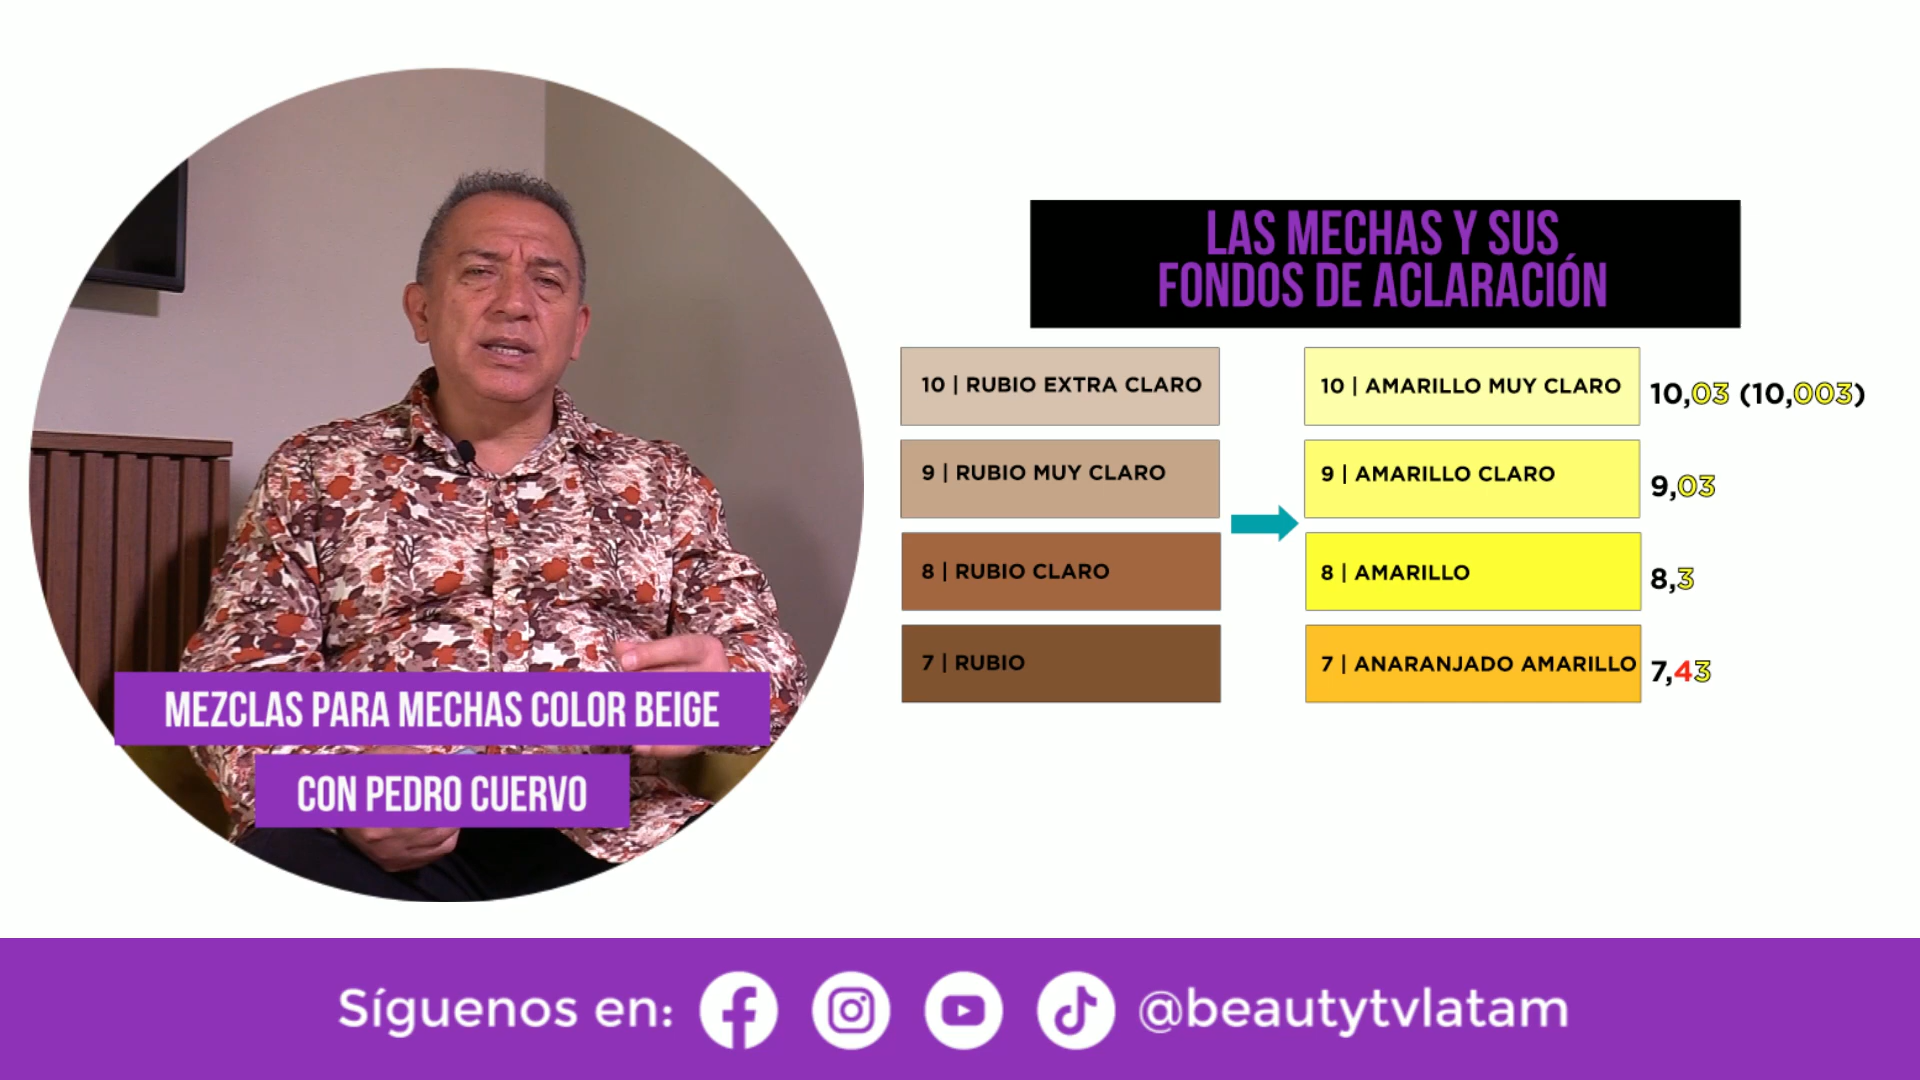 LAS MECHAS Y SUS
FONDOS DE ACLARACIÓN
10 | RUBIO EXTRA CLARO
10 | AMARILLO MUY CLARO
10,03 (10,003)
9 | RUBIO MUY CLARO
9 | AMARILLO CLARO
9,03
8 | RUBIO CLARO
8 | AMARILLO
8,3
7 | RUBIO
7 | ANARANJADO AMARILLO
7,43
MEZCLAS PARA MECHAS COLOR BEIGE
CON PEDRO CUERVO
Síguenos en: @beautytvlatam